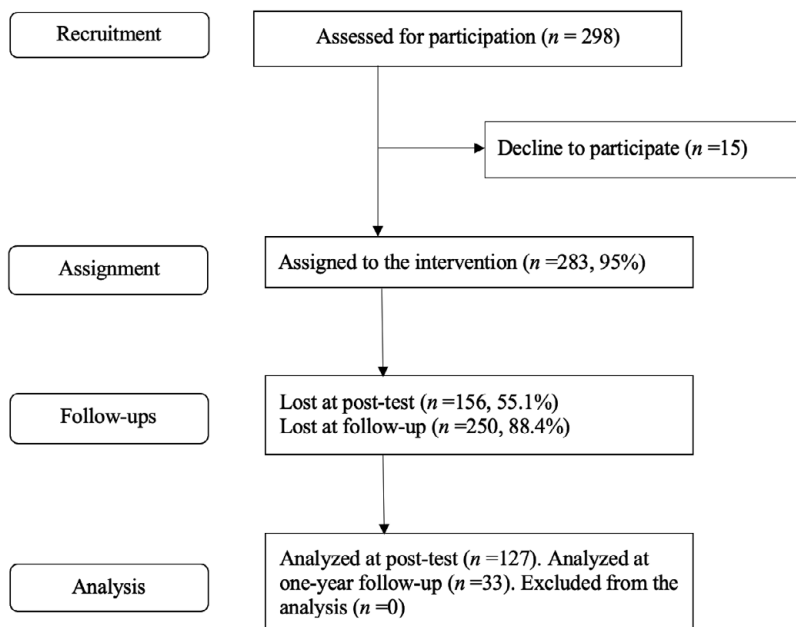 Recruitment
Assessed for participation (n = 298)
Decline to participate (n =15)
Assignment
Assigned to the intervention (n =283, 95%)
Follow-ups
Lost at post-test (n =156, 55.1%)
Lost at follow-up (n =250, 88.4%)
Analysis
Analyzed at post-test (n =127). Analyzed at
one-year follow-up (n =33). Excluded from the
analysis (n =0)